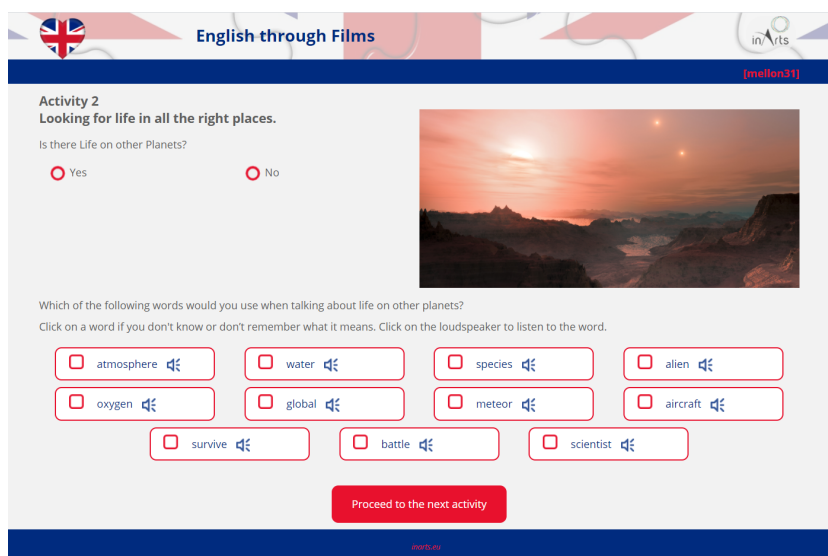 English through Films
inArts
[mellon31]
Activity 2
Looking for life in all the right places.
Is there Life on other Planets?
Yes No
Which of the following words would you use when talking about life on other planets?
Click on a word if you don't know or don't remember what it means. Click on the loudspeaker to listen to the word.
atmosphere water species alien
oxygen global meteor aircraft
survive battle scientist
Proceed to the next activity
inarts.eu